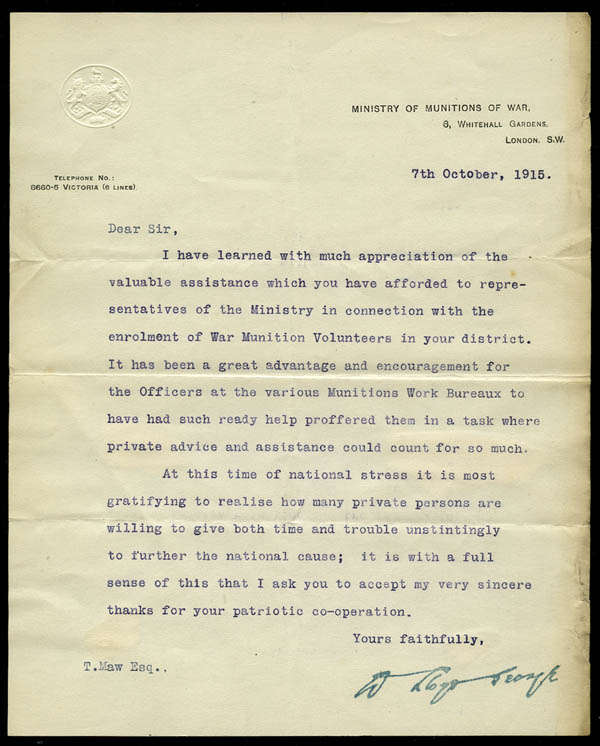 MINISTRY OF MUNITIONS OF WAR,
6, WHITEHALL GARDENS,
LONDON. S.W.
TELEPHONE NO.:
6660-5 VICTORIA (6 LINES)
7th October, 1915.
Dear Sir,
I have learned with much appreciation of the
valuable assistance which you have afforded to repre-
sentatives of the Ministry in connection with the
enrolment of War Munition Volunteers in your district.
It has been a great advantage and encouragement for
the Officers at the various Munitions Work Bureaux to
have had such ready help proffered them in a task where
private advice and assistance could count for so much.
At this time of national stress it is most
gratifying to realise how many private persons are
willing to give both time and trouble unstintingly
to further the national cause; it is with a full
sense of this that I ask you to accept my very sincere
thanks for your patriotic co-operation.
Yours faithfully,
T.Maw Esq..
D Lloyd George